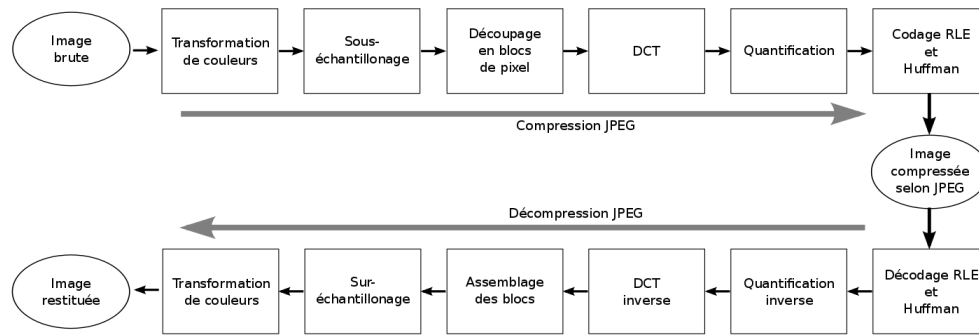 Image
brute
Transformation
de couleurs
Sous-
échantillonage
Découpage
en blocs
de pixel
DCT
Quantification
Codage RLE
et
Huffman
Compression JPEG
Image
compressée
selon JPEG
Décompression JPEG
Image
restituée
Transformation
de couleurs
Sur-
échantillonage
Assemblage
des blocs
DCT
inverse
Quantification
inverse
Décodage RLE
et
Huffman